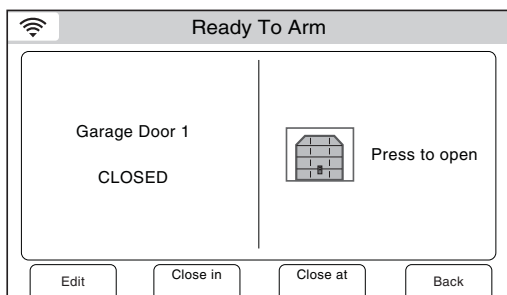 Ready To Arm
Garage Door 1
CLOSED
Press to open
Edit
Close in
Close at
Back